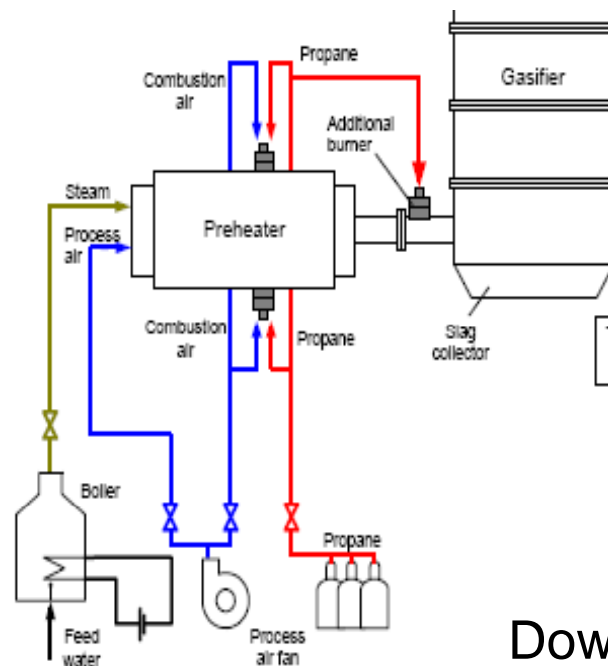 Propane
Combustion
air
Gasifier
Additional
burner
Steam
Process
air
Preheater
Combustion
air
Propane
Slag
collector
Boiler
Propane
Feed
water
Process
air fan
Dow